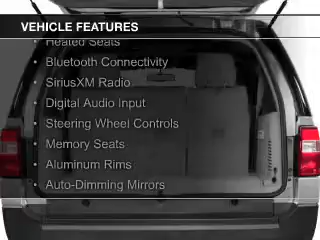 VEHICLE FEATURES
• Heated Seats
• Bluetooth Connectivity
• SiriusXM Radio
• Digital Audio Input
• Steering Wheel Controls
• Memory Seats
• Aluminum Rims
• Auto-Dimming Mirrors